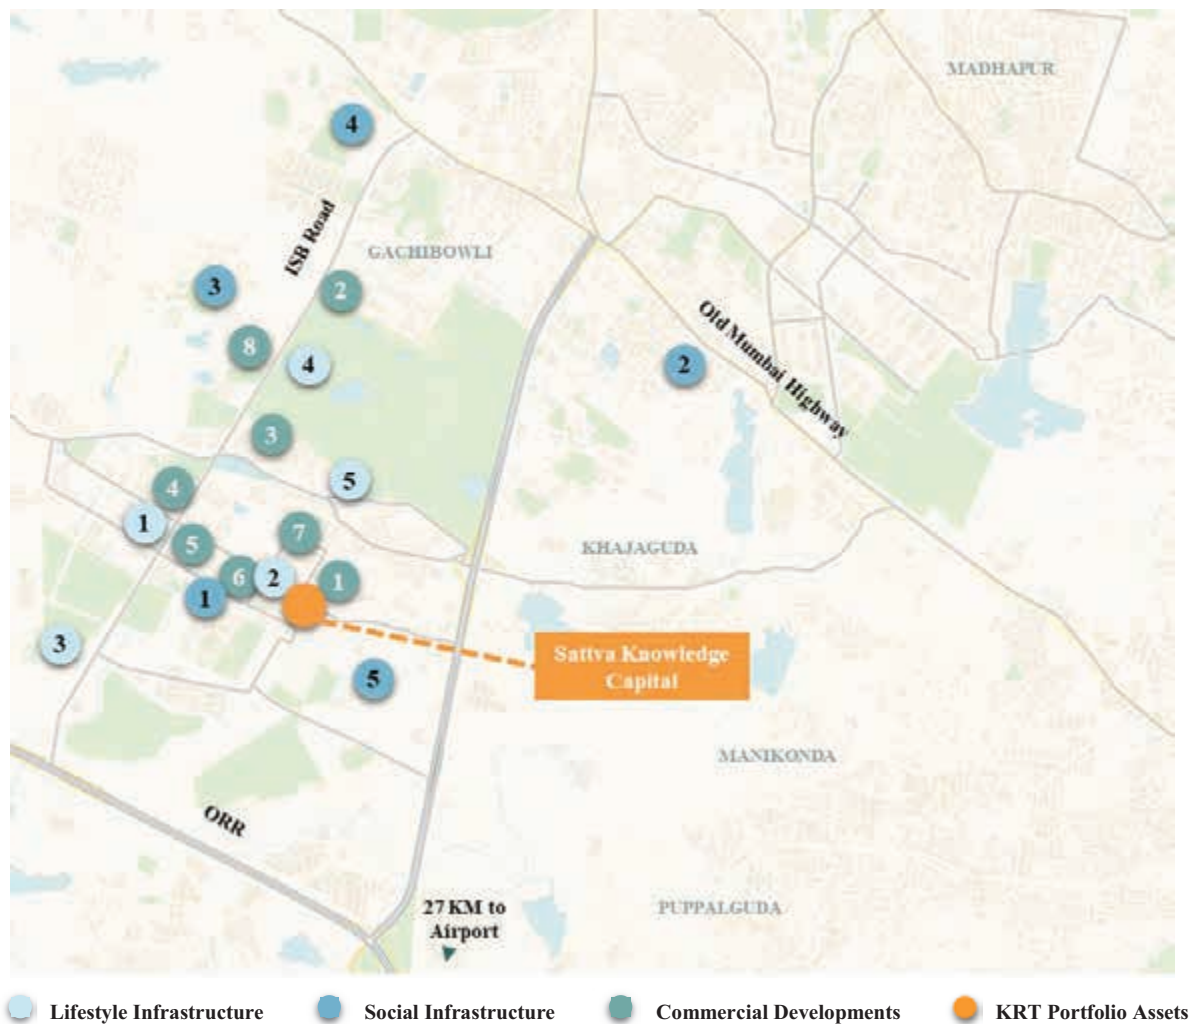 MADHAPUR
4
ISB Road
GACHIBOWLI
3
2
8
4
Old Mumbai Highway
2
3
4
5
1
5
7
KHAJAGUDA
6
2
1
1
3
5
Sattva Knowledge
Capital
MANIKONDA
ORR
27 KM to
Airport
PUPPALGUDA
Lifestyle Infrastructure
Social Infrastructure
Commercial Developments
KRT Portfolio Assets